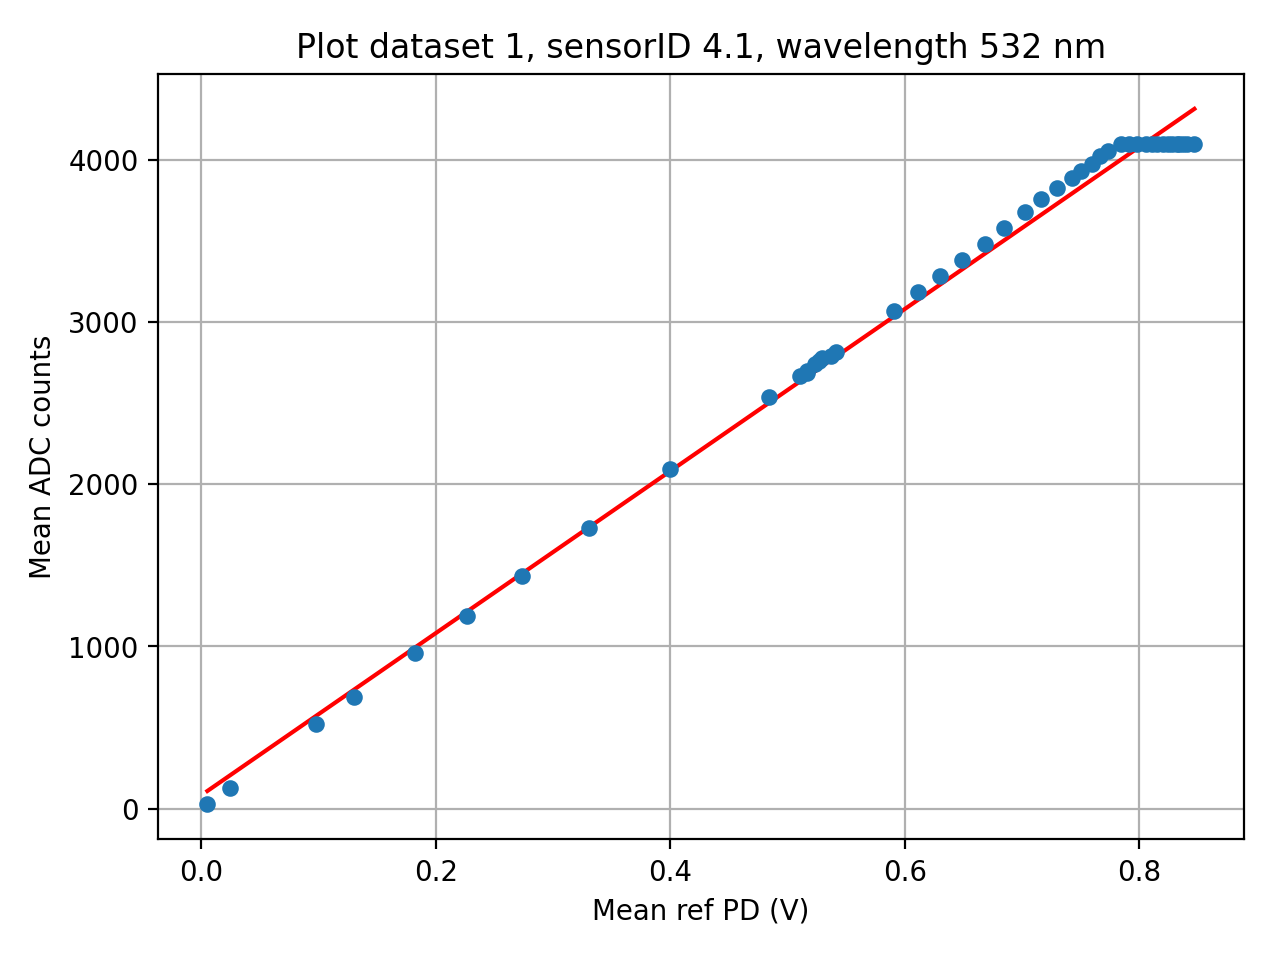 Plot dataset 1, sensorID 4.1, wavelength 532 nm
Mean ADC counts
4000
3000
2000
1000
0
0.0 0.2 0.4 0.6 0.8
Mean ref PD (V)